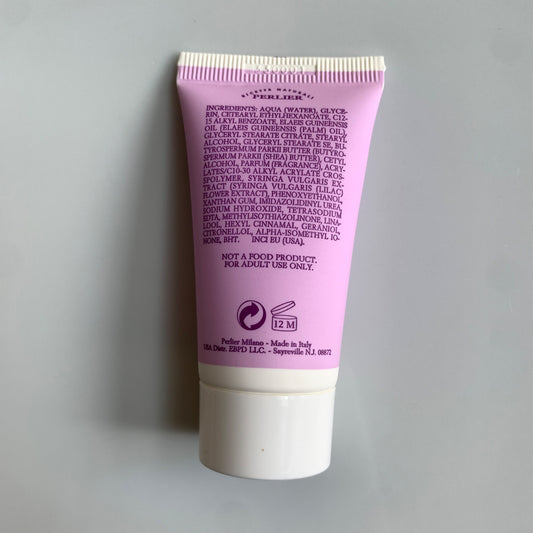 RICETTE NATURALI
PERLIER
INGREDIENTS: AQUA (WATER), GLYCE-
RIN, CETEARYL ETHYLHEXANOATE, C12-
15 ALKYL BENZOATE, ELAEIS GUINEENSIS
OIL (ELAEIS GUINEENSIS (PALM) OIL),
GLYCERYL STEARATE CITRATE, STEARYL
ALCOHOL, GLYCERYL STEARATE SE, BU-
TYROSPERMUM PARKII BUTTER (BUTYRO-
SPERMUM PARKII (SHEA) BUTTER), CETYL
ALCOHOL, PARFUM (FRAGRANCE), ACRY-
LATES/C10-30 ALKYL ACRYLATE CROS-
SPOLYMER, SYRINGA VULGARIS EX-
TRACT (SYRINGA VULGARIS (LILAC)
FLOWER EXTRACT), PHENOXYETHANOL,
XANTHAN GUM, IMIDAZOLIDINYL UREA,
SODIUM HYDROXIDE, TETRASODIUM
EDTA, METHYLISOTHIAZOLINONE, LINA-
LOOL, HEXYL CINNAMAL, GERANIOL,
CITRONELLOL, ALPHA-ISOMETHYL IO-
NONE, BHT. INCI EU (USA).
NOT A FOOD PRODUCT.
FOR ADULT USE ONLY.
12 M
Perlier Milano - Made in Italy
USA Distr. EBPD LLC. - Sayreville N.J. 08872